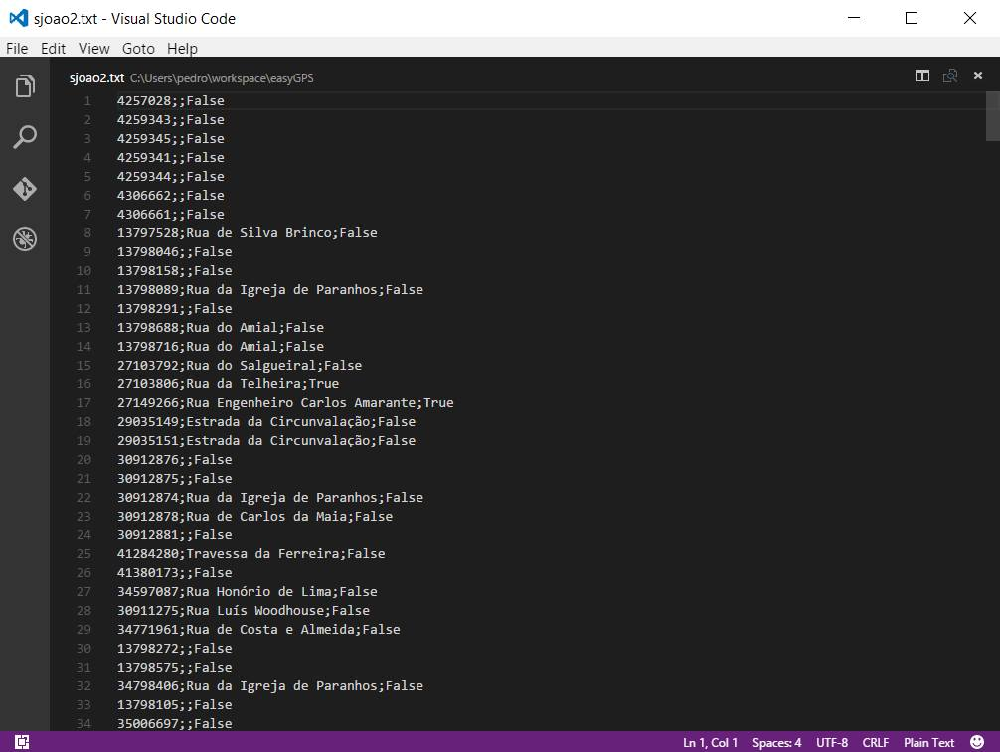 sjoao2.txt - Visual Studio Code
File Edit View Goto Help
sjoao2.txt C:\Users\pedro\workspace\easyGPS
1 4257028;;False
2 4259343;;False
3 4259345;;False
4 4259341;;False
5 4259344;;False
6 4306662;;False
7 4306661;;False
8 13797528;Rua de Silva Brinco;False
9 13798046;;False
10 13798158;;False
11 13798089;Rua da Igreja de Paranhos;False
12 13798291;;False
13 13798688;Rua do Amial;False
14 13798716;Rua do Amial;False
15 27103792;Rua do Salgueiral;False
16 27103806;Rua da Telheira;True
17 27149266;Rua Engenheiro Carlos Amarante;True
18 29035149;Estrada da Circunvalação;False
19 29035151;Estrada da Circunvalação;False
20 30912876;;False
21 30912875;;False
22 30912874;Rua da Igreja de Paranhos;False
23 30912878;Rua de Carlos da Maia;False
24 30912881;;False
25 41284280;Travessa da Ferreira;False
26 41380173;;False
27 34597087;Rua Honório de Lima;False
28 30911275;Rua Luís Woodhouse;False
29 34771961;Rua de Costa e Almeida;False
30 13798272;;False
31 13798575;;False
32 34798406;Rua da Igreja de Paranhos;False
33 13798105;;False
34 35006697;;False
Ln 1, Col 1 Spaces: 4 UTF-8 CRLF Plain Text